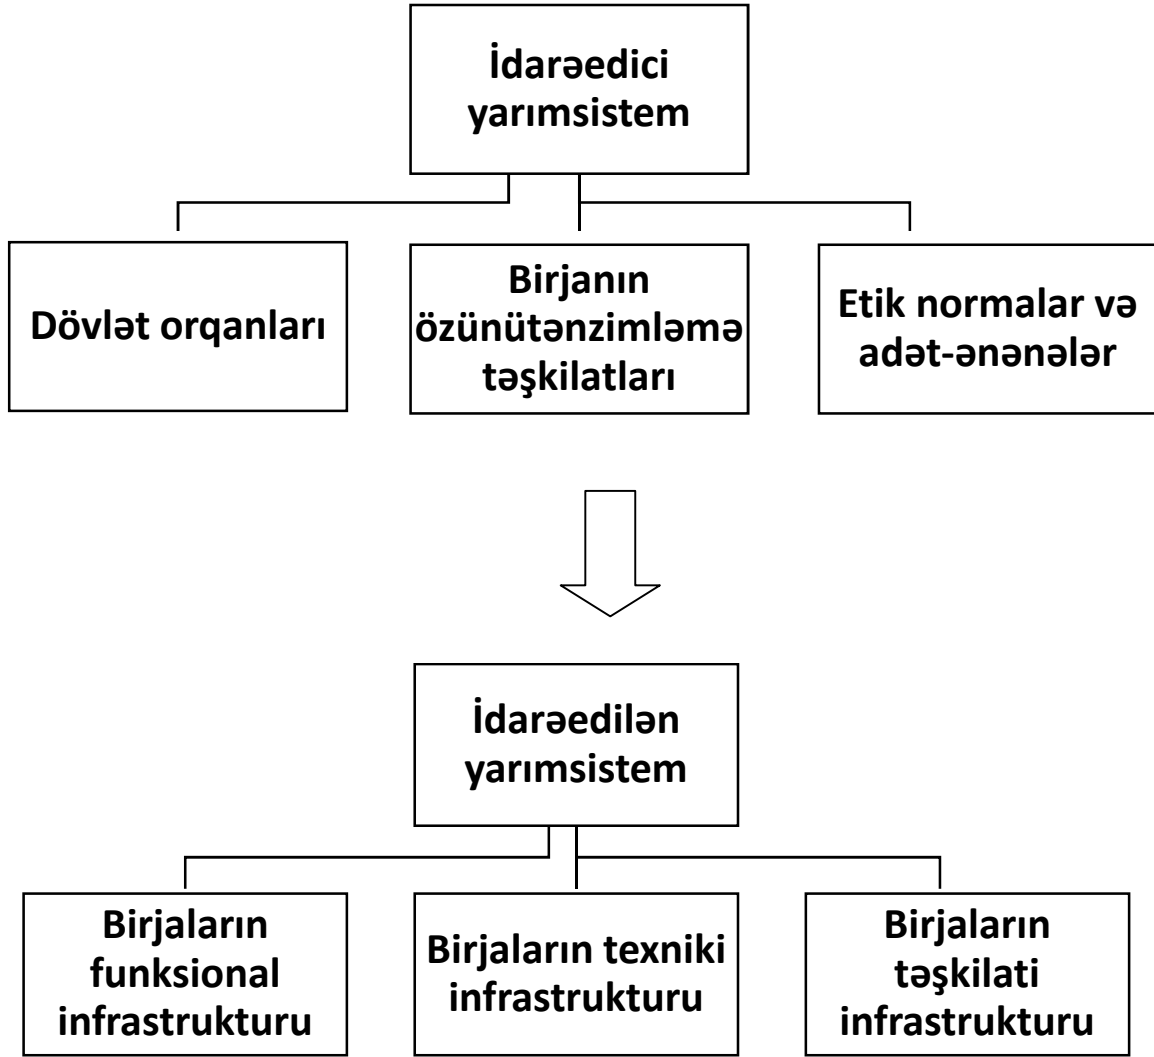 İdarəedici
yarımsistem
Dövlət orqanları
Birjanın
özünütənzimləmə
təşkilatları
Etik normalar və
adət-ənənələr
İdarəedilən
yarımsistem
Birjaların
funksional
infrastrukturu
Birjaların texniki
infrastrukturu
Birjaların
təşkilati
infrastrukturu